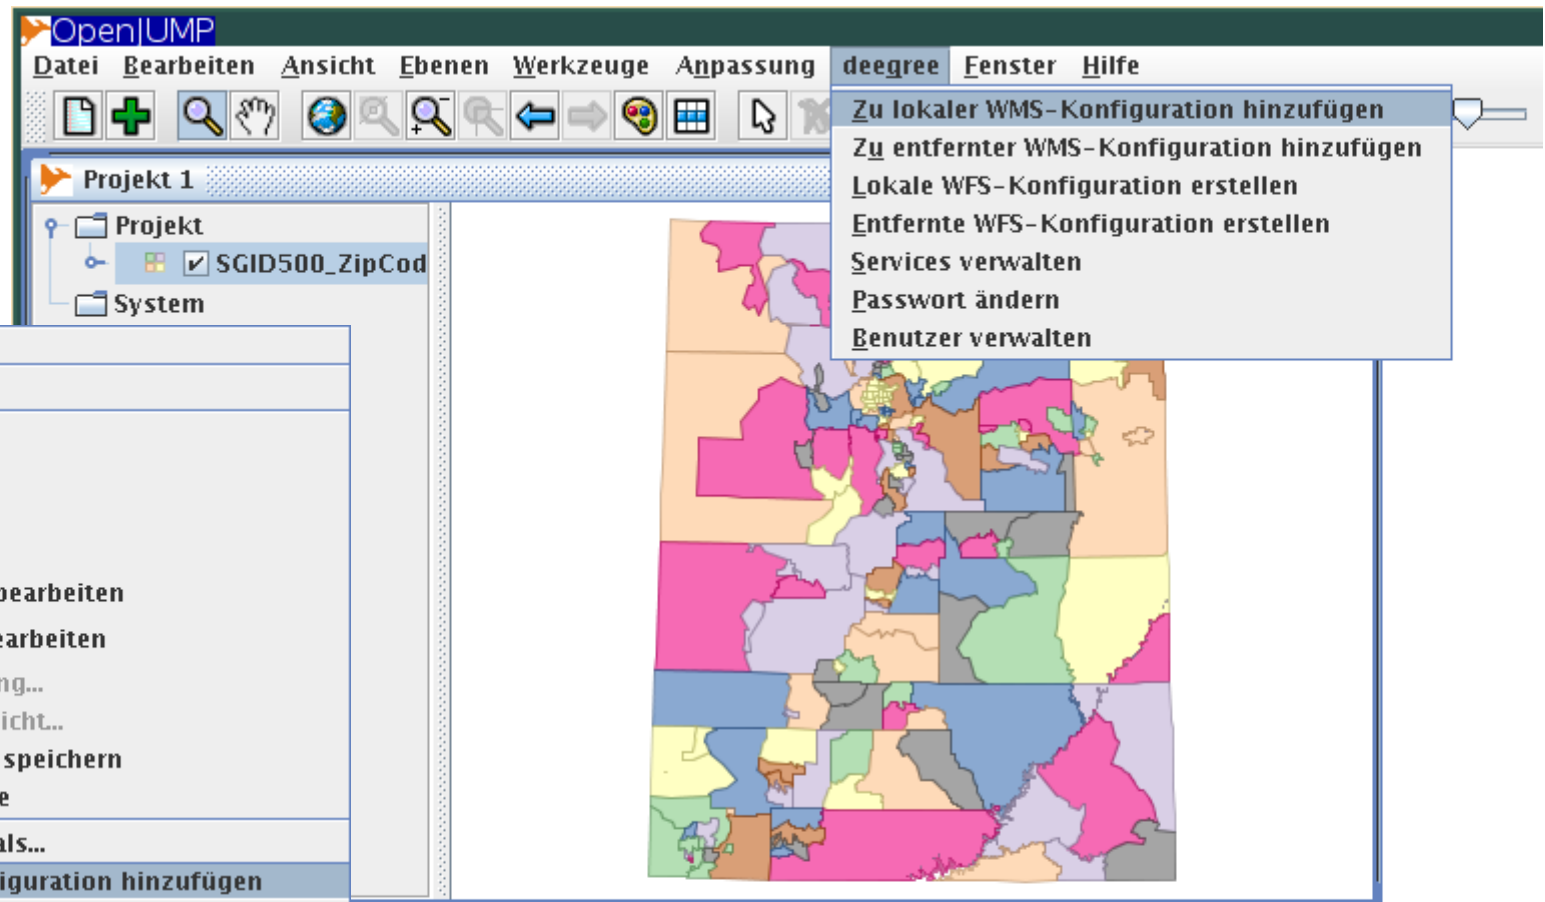 OpenJUMP
Datei Bearbeiten Ansicht Ebenen Werkzeuge Anpassung deegree Fenster Hilfe
Zu lokaler WMS-Konfiguration hinzufügen
Zu entfernter WMS-Konfiguration hinzufügen
Lokale WFS-Konfiguration erstellen
Entfernte WFS-Konfiguration erstellen
Services verwalten
Passwort ändern
Benutzer verwalten
Projekt 1
Projekt
SGID500_ZipCod
System
bearbeiten
earbeiten
ng...
icht...
speichern
e
als...
iguration hinzufügen